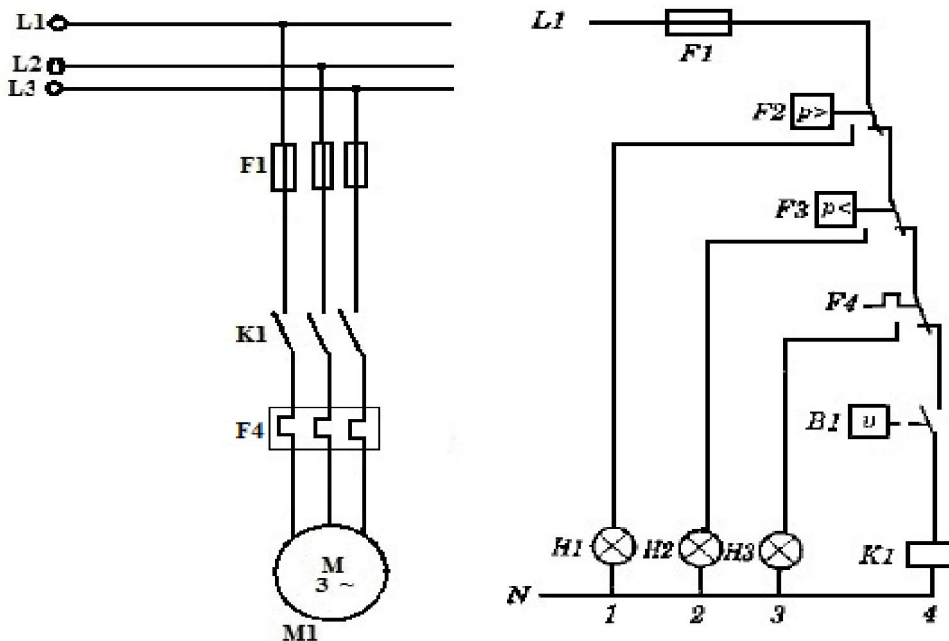 L1
L2
L3
F1
K1
F4
M
3 ~
M1
L1
F1
F2 p>
F3 p<
F4
B1 υ
H1 H2 H3 K1
N
1 2 3 4